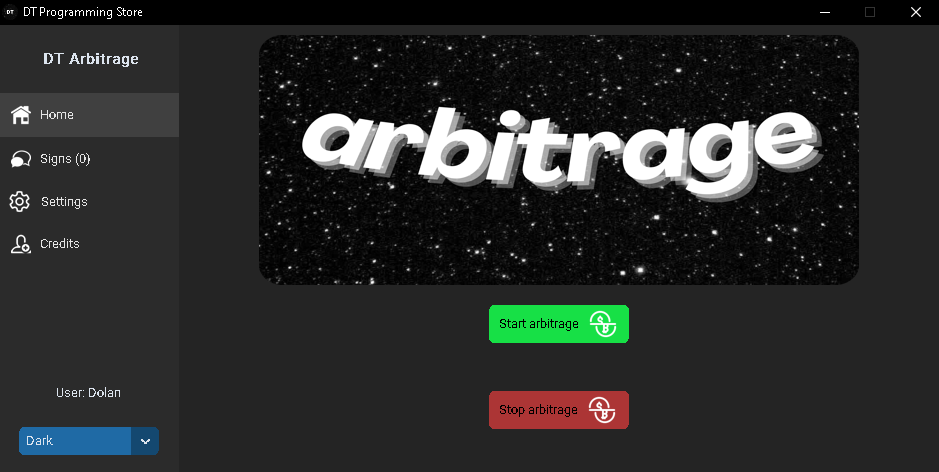 DT
DT Programming Store
DT Arbitrage
Home
Signs (0)
Settings
Credits
User: Dolan
Dark
arbitrage
Start arbitrage
Stop arbitrage